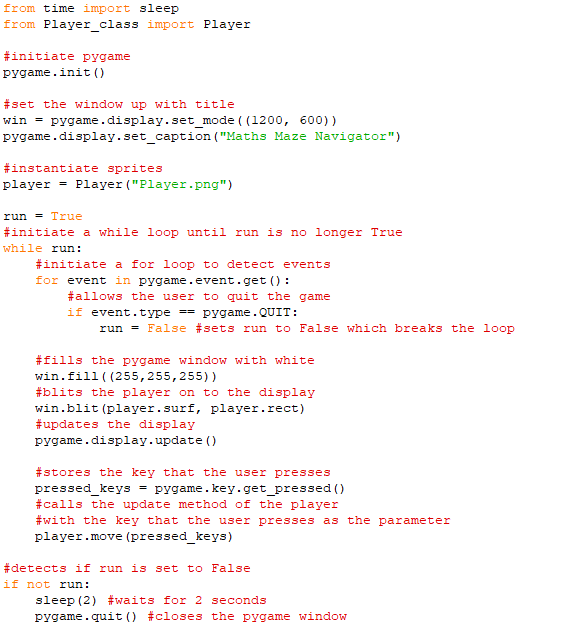 from time import sleep
from Player_class import Player

#initiate pygame
pygame.init()

#set the window up with title
win = pygame.display.set_mode((1200, 600))
pygame.display.set_caption("Maths Maze Navigator")

#instantiate sprites
player = Player("Player.png")

run = True
#initiate a while loop until run is no longer True
while run:
    #initiate a for loop to detect events
    for event in pygame.event.get():
        #allows the user to quit the game
        if event.type == pygame.QUIT:
            run = False #sets run to False which breaks the loop

    #fills the pygame window with white
    win.fill((255,255,255))
    #blits the player on to the display
    win.blit(player.surf, player.rect)
    #updates the display
    pygame.display.update()

    #stores the key that the user presses
    pressed_keys = pygame.key.get_pressed()
    #calls the update method of the player
    #with the key that the user presses as the parameter
    player.move(pressed_keys)

#detects if run is set to False
if not run:
    sleep(2) #waits for 2 seconds
    pygame.quit() #closes the pygame window